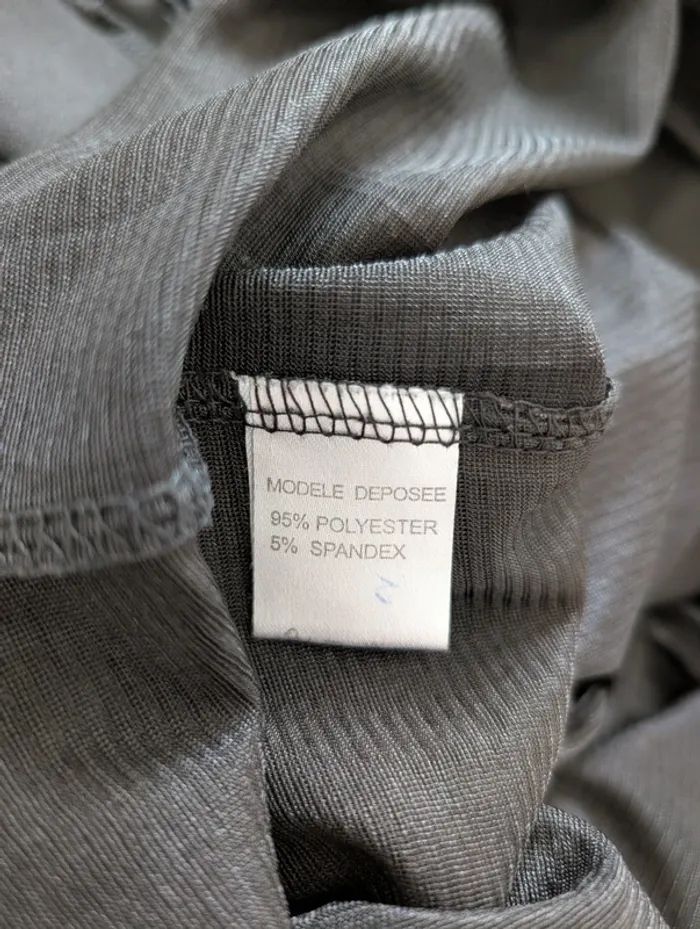 MODELE DEPOSEE
95% POLYESTER
5% SPANDEX